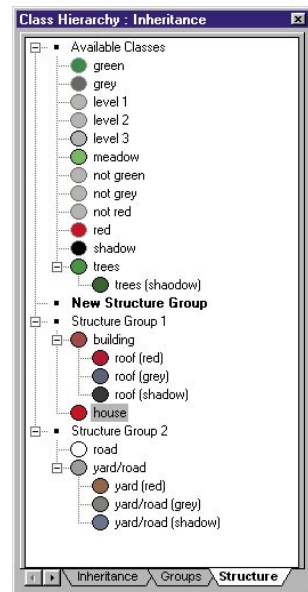 Class Hierarchy : Inheritance
Available Classes
green
grey
level 1
level 2
level 3
meadow
not green
not grey
not red
red
shadow
trees
trees (shaodow)
New Structure Group
Structure Group 1
building
roof (red)
roof (grey)
roof (shadow)
house
Structure Group 2
road
yard/road
yard (red)
yard/road (grey)
yard/road (shadow)
Inheritance Groups Structure